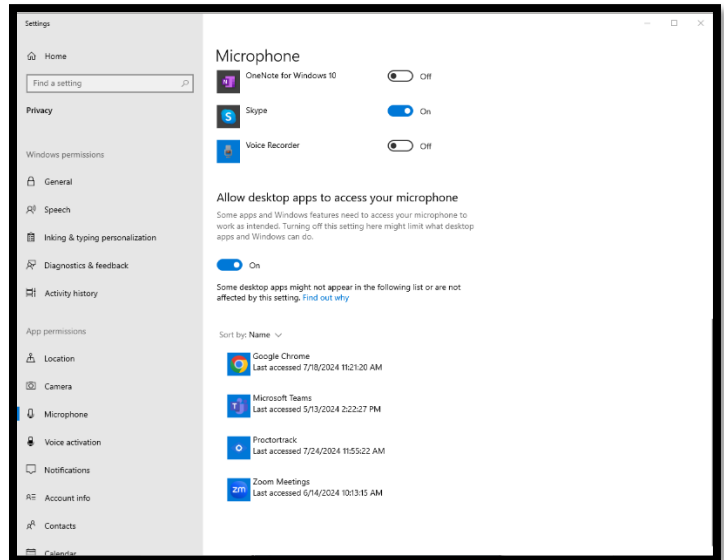 Settings
Home
Find a setting
Privacy
Windows permissions
General
Speech
Inking & typing personalization
Diagnostics & feedback
Activity history
App permissions
Location
Camera
Microphone
Voice activation
Notifications
Account info
Contacts
Calendar
Microphone
OneNote for Windows 10
Off
Skype
On
Voice Recorder
Off
Allow desktop apps to access your microphone
Some apps and Windows features need to access your microphone to
work as intended. Turning off this setting here might limit what desktop
apps and Windows can do.
On
Some desktop apps might not appear in the following list or are not
affected by this setting. Find out why
Sort by: Name
Google Chrome
Last accessed 7/18/2024 11:21:20 AM
Microsoft Teams
Last accessed 5/13/2024 2:22:27 PM
Proctortrack
Last accessed 7/24/2024 11:55:22 AM
zm
Zoom Meetings
Last accessed 6/14/2024 10:13:15 AM